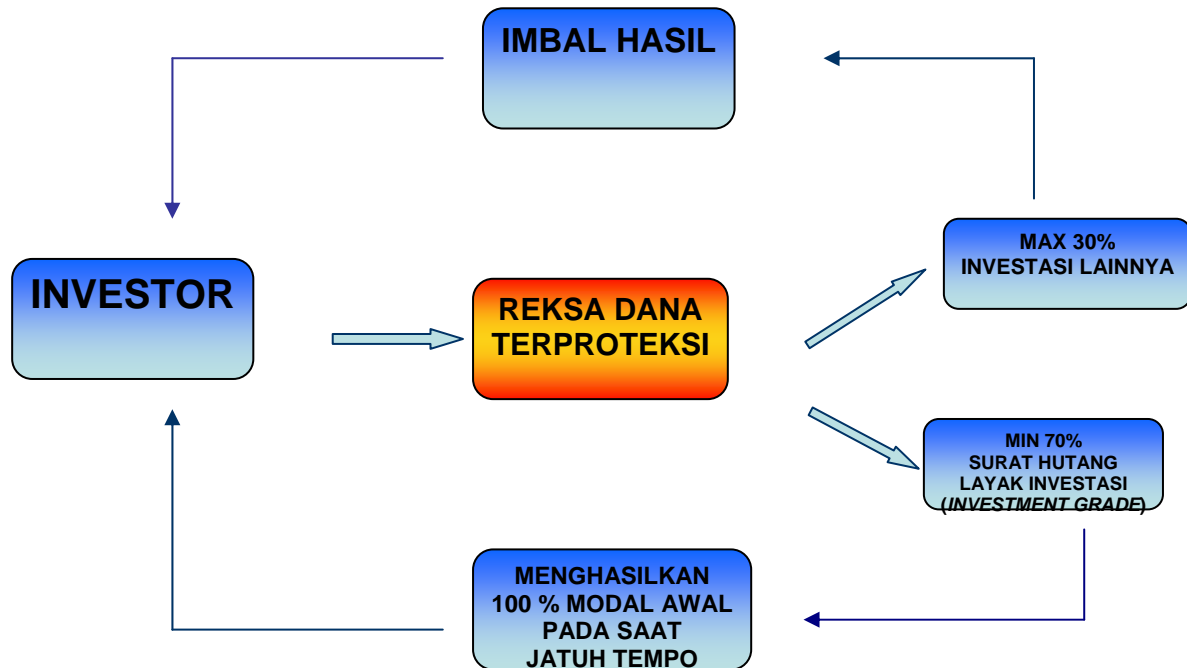 IMBAL HASIL
INVESTOR
REKSA DANA
TERPROTEKSI
MAX 30%
INVESTASI LAINNYA
MIN 70%
SURAT HUTANG
LAYAK INVESTASI
(INVESTMENT GRADE)
MENGHASILKAN
100 % MODAL AWAL
PADA SAAT
JATUH TEMPO